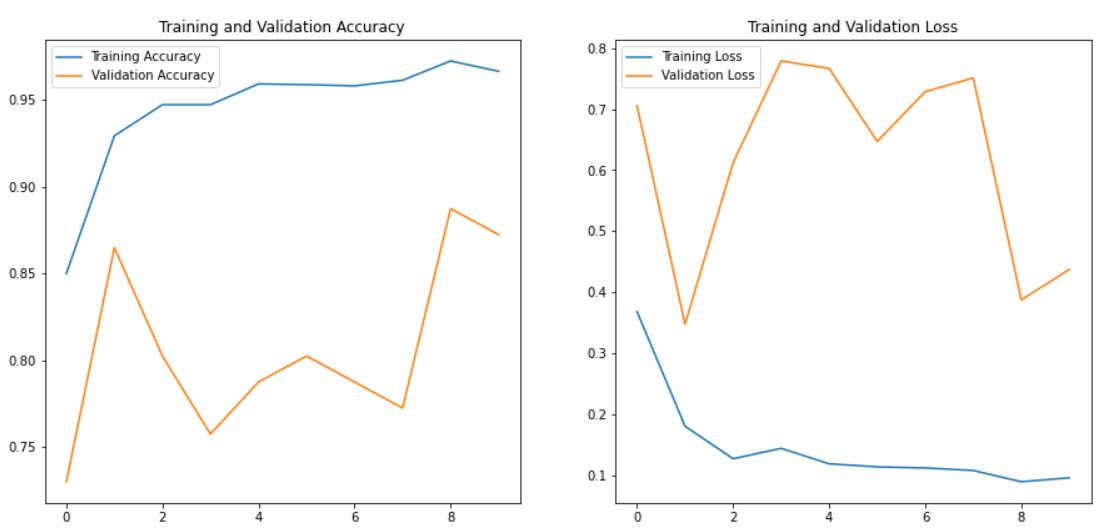 Training and Validation Accuracy
Training Accuracy
Validation Accuracy
0.95
0.90
0.85
0.80
0.75
0 2 4 6 8
Training and Validation Loss
Training Loss
Validation Loss
0.8
0.7
0.6
0.5
0.4
0.3
0.2
0.1
0 2 4 6 8